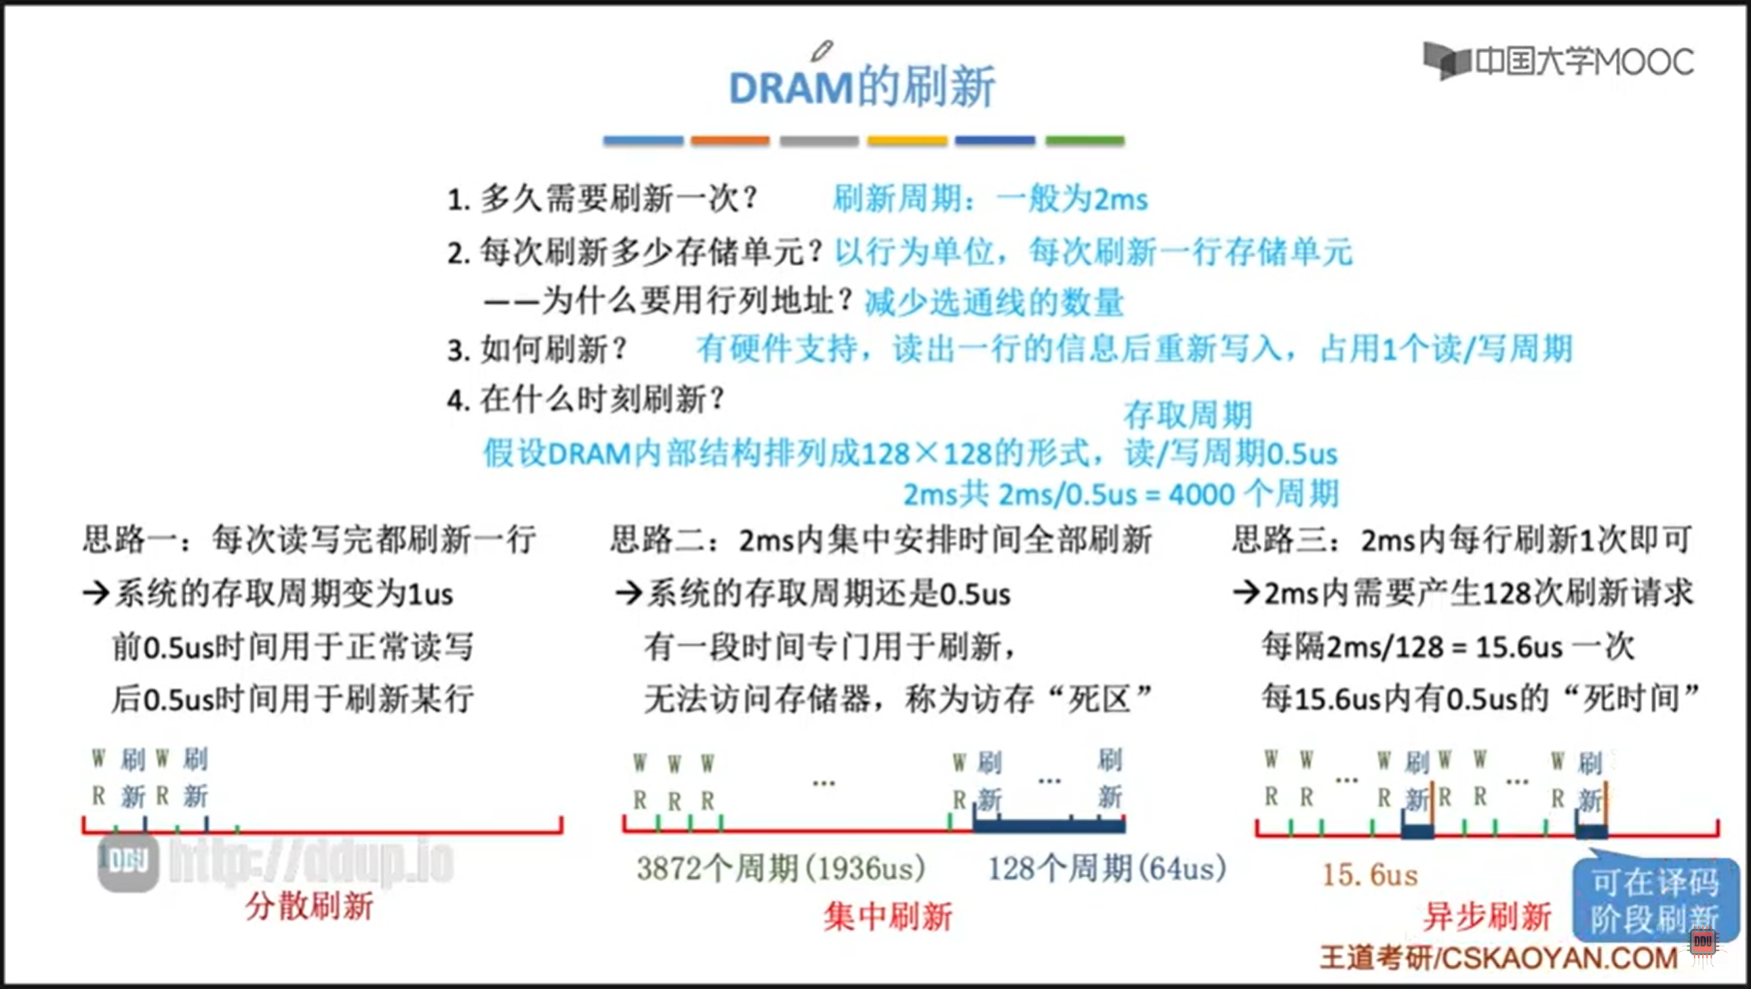 中国大学MOOC
DRAM的刷新
1. 多久需要刷新一次? 刷新周期：一般为2ms
2. 每次刷新多少存储单元? 以行为单位，每次刷新一行存储单元
——为什么要用行列地址? 减少选通线的数量
3. 如何刷新? 有硬件支持，读出一行的信息后重新写入，占用1个读/写周期
4. 在什么时刻刷新?
存取周期
假设DRAM内部结构排列成128×128的形式，读/写周期0.5us
2ms共 2ms/0.5us = 4000 个周期
思路一：每次读写完都刷新一行
→系统的存取周期变为1us
前0.5us时间用于正常读写
后0.5us时间用于刷新某行
W 刷 W 刷
R 新 R 新
DDU http://ddup.io
分散刷新
思路二：2ms内集中安排时间全部刷新
→系统的存取周期还是0.5us
有一段时间专门用于刷新，
无法访问存储器，称为访存“死区”
W W W ... W 刷 ... 刷
R R R R 新 新
3872个周期(1936us) 128个周期(64us)
集中刷新
思路三：2ms内每行刷新1次即可
→2ms内需要产生128次刷新请求
每隔2ms/128 = 15.6us 一次
每15.6us内有0.5us的“死时间”
W W ... W 刷 W W ... W 刷
R R R 新 R R R 新
15.6us
可在译码
阶段刷新
异步刷新
DDU
王道考研/CSKAOYAN.COM